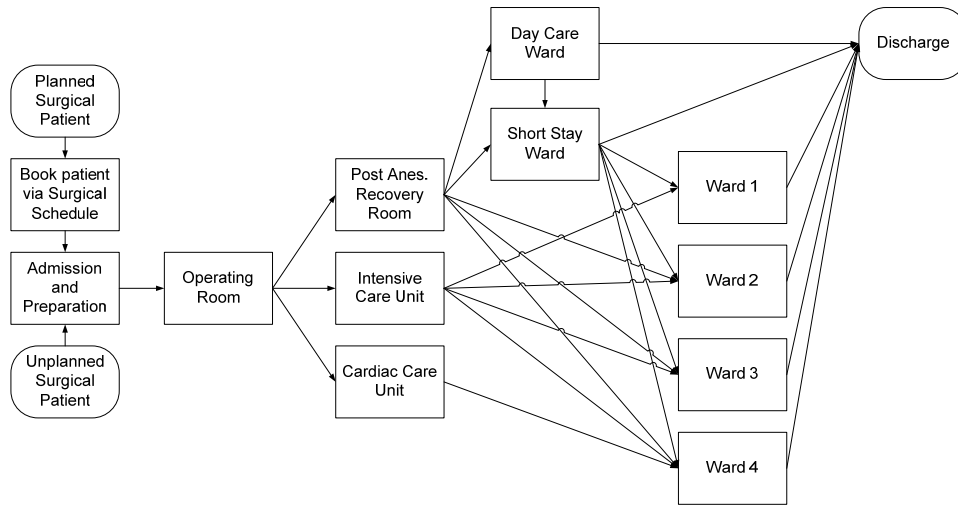 Planned
Surgical
Patient
Book patient
via Surgical
Schedule
Admission
and
Preparation
Unplanned
Surgical
Patient
Operating
Room
Post Anes.
Recovery
Room
Intensive
Care Unit
Cardiac Care
Unit
Day Care
Ward
Short Stay
Ward
Ward 1
Ward 2
Ward 3
Ward 4
Discharge